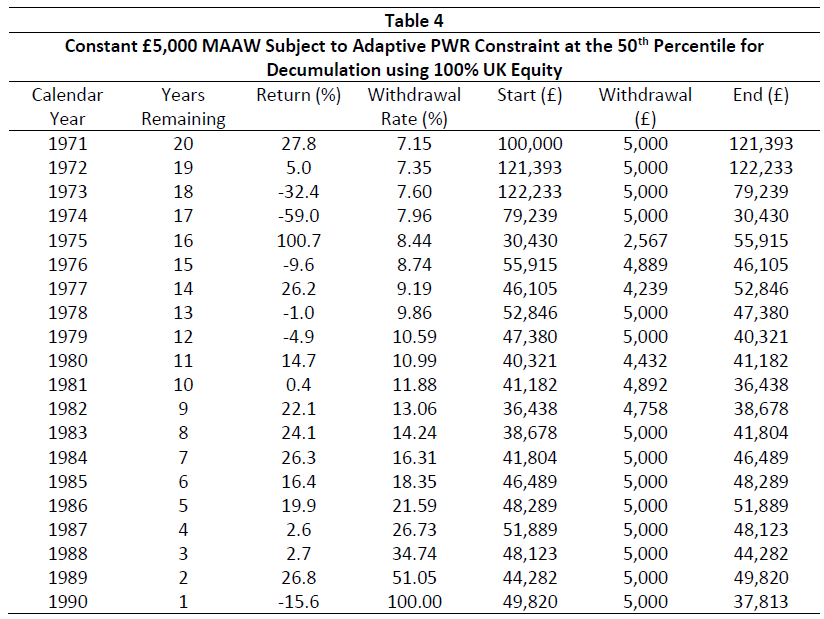 Table 4
Constant £5,000 MAAW Subject to Adaptive PWR Constraint at the 50th Percentile for
Decumulation using 100% UK Equity
Calendar Years Return (%) Withdrawal Start (£) Withdrawal End (£)
Year Remaining Rate (%) (£)
1971 20 27.8 7.15 100,000 5,000 121,393
1972 19 5.0 7.35 121,393 5,000 122,233
1973 18 -32.4 7.60 122,233 5,000 79,239
1974 17 -59.0 7.96 79,239 5,000 30,430
1975 16 100.7 8.44 30,430 2,567 55,915
1976 15 -9.6 8.74 55,915 4,889 46,105
1977 14 26.2 9.19 46,105 4,239 52,846
1978 13 -1.0 9.86 52,846 5,000 47,380
1979 12 -4.9 10.59 47,380 5,000 40,321
1980 11 14.7 10.99 40,321 4,432 41,182
1981 10 0.4 11.88 41,182 4,892 36,438
1982 9 22.1 13.06 36,438 4,758 38,678
1983 8 24.1 14.24 38,678 5,000 41,804
1984 7 26.3 16.31 41,804 5,000 46,489
1985 6 16.4 18.35 46,489 5,000 48,289
1986 5 19.9 21.59 48,289 5,000 51,889
1987 4 2.6 26.73 51,889 5,000 48,123
1988 3 2.7 34.74 48,123 5,000 44,282
1989 2 26.8 51.05 44,282 5,000 49,820
1990 1 -15.6 100.00 49,820 5,000 37,813